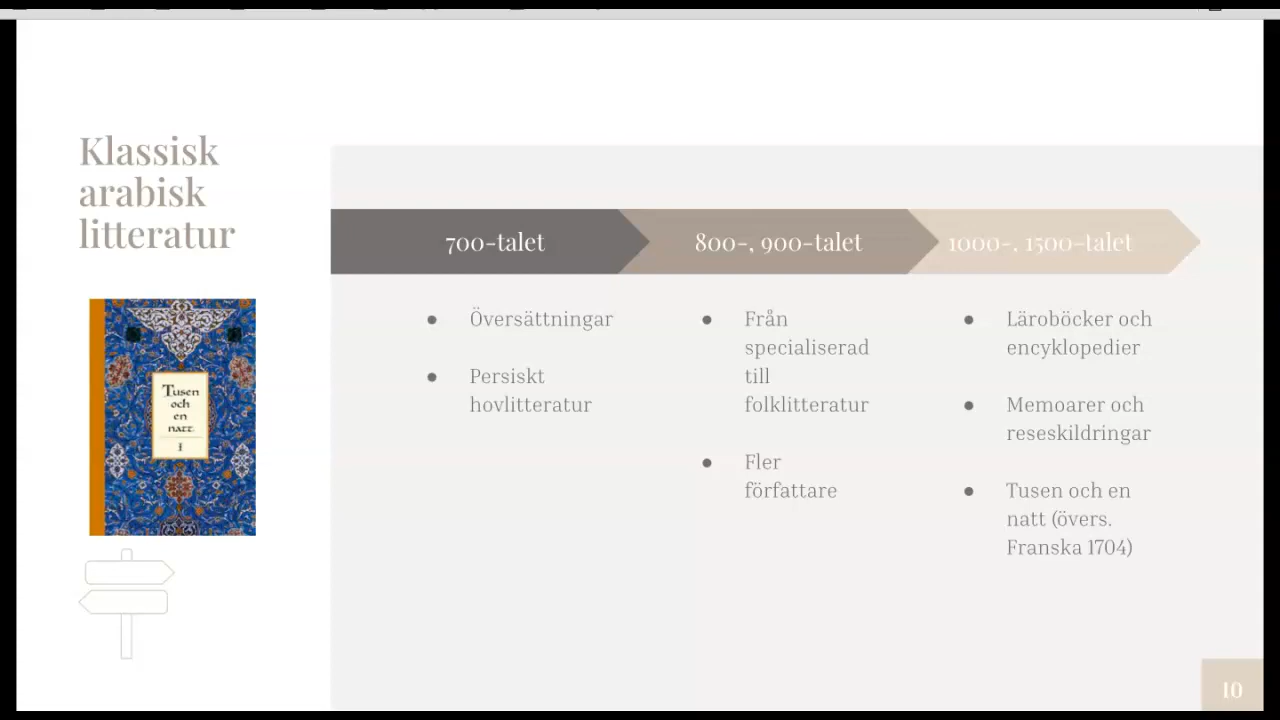 Klassisk
arabisk
litteratur
Tusen
och
en
natt
I
700-talet
Översättningar
Persiskt
hovlitteratur
800-, 900-talet
Från
specialiserad
till
folklitteratur
Fler
författare
1000-, 1500-talet
Läroböcker och
encyklopedier
Memoarer och
reseskildringar
Tusen och en
natt (övers.
Franska 1704)
10